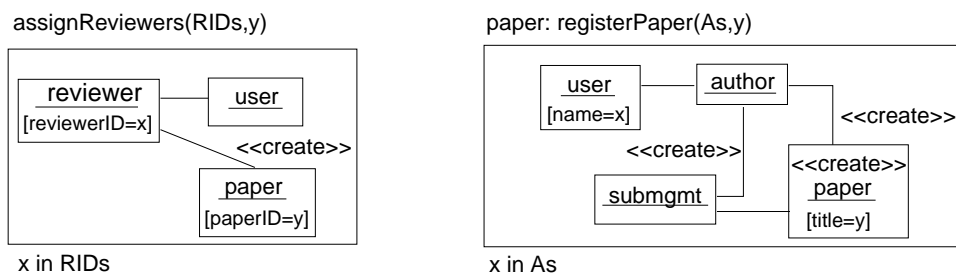 assignReviewers(RIDs,y)
reviewer
[reviewerID=x]
user
<<create>>
paper
[paperID=y]
x in RIDs
paper: registerPaper(As,y)
user
[name=x]
author
<<create>>
<<create>>
submgmt
<<create>>
paper
[title=y]
x in As